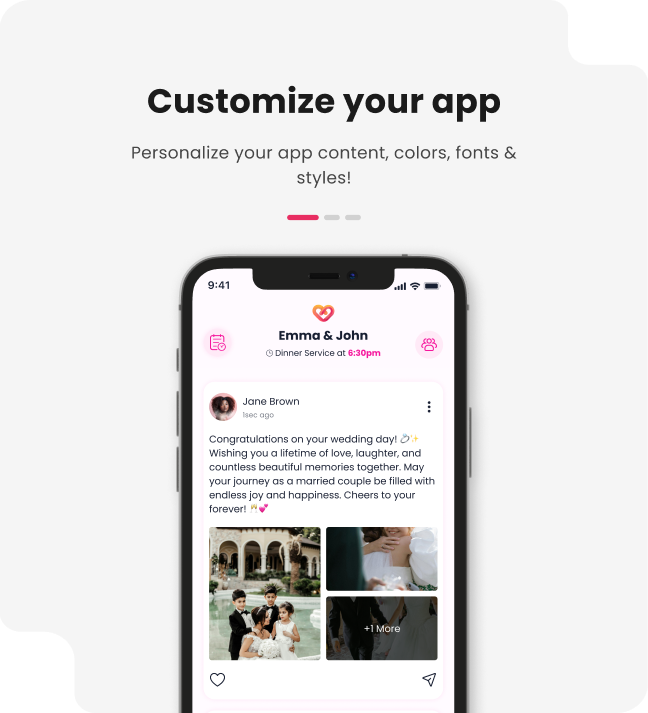 Customize your app
Personalize your app content, colors, fonts &
styles!
9:41
Emma & John
Dinner Service at 6:30pm
Jane Brown
1sec ago
Congratulations on your wedding day! 💍✨
Wishing you a lifetime of love, laughter, and
countless beautiful memories together. May
your journey as a married couple be filled with
endless joy and happiness. Cheers to your
forever! 🥂💕
+1 More